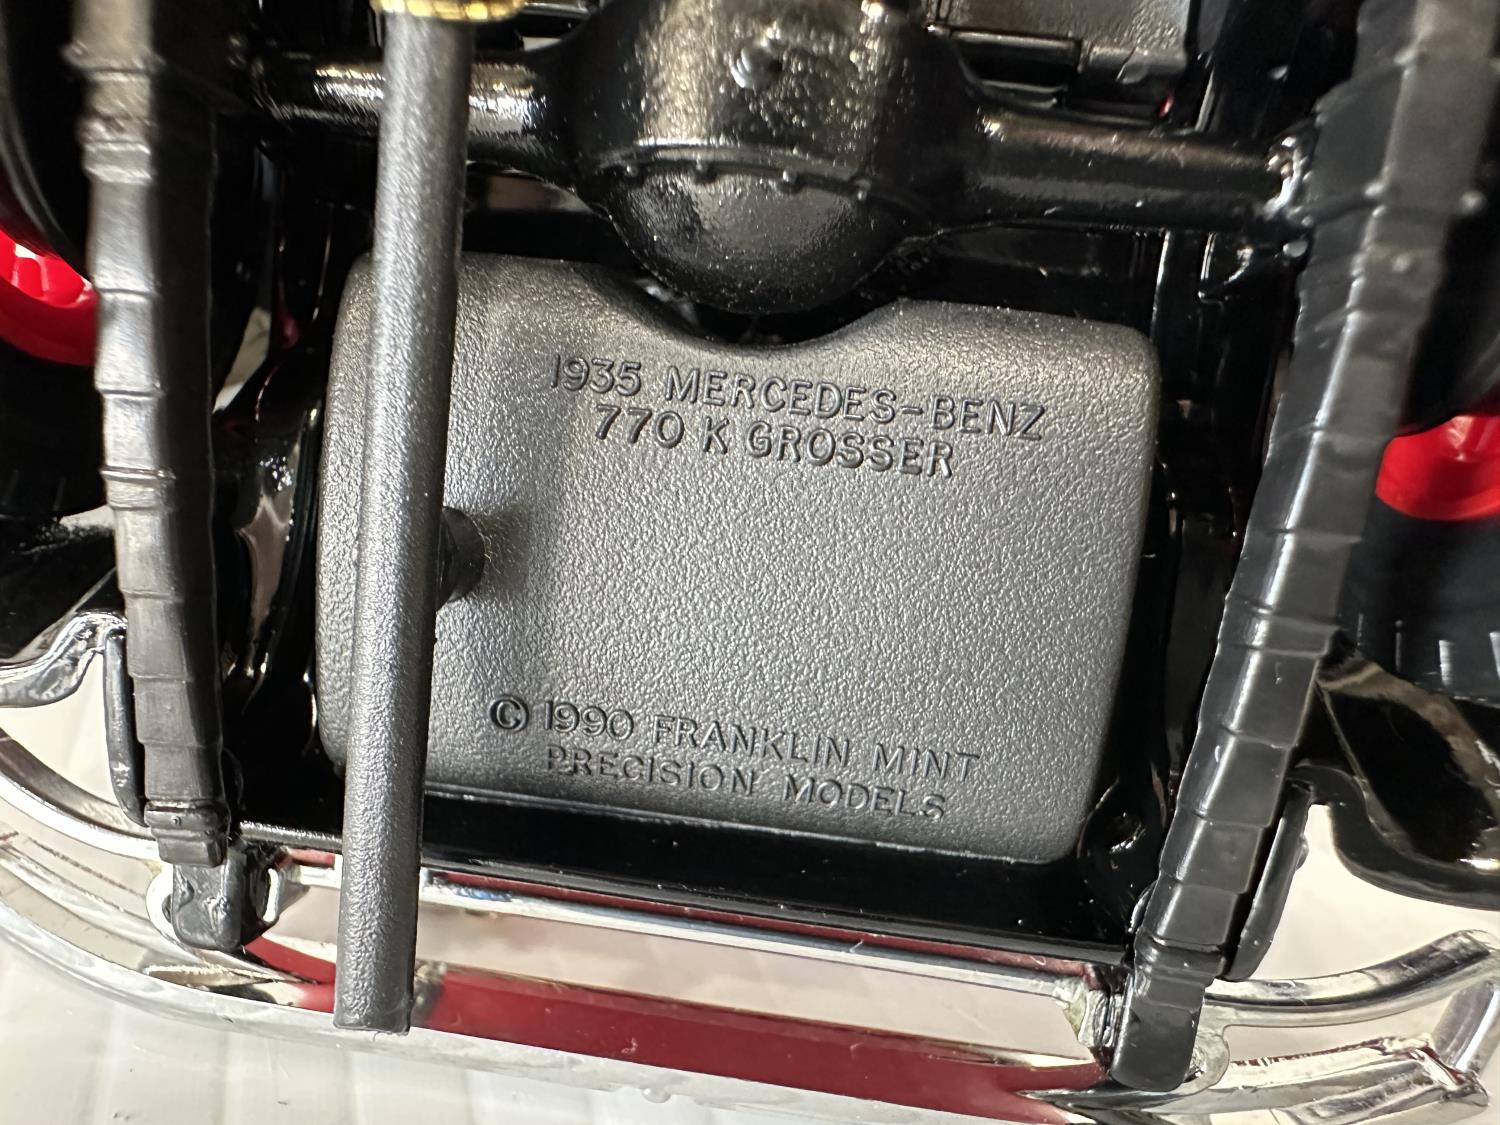 1935 MERCEDES-BENZ
770 K GROSSER
© 1990 FRANKLIN MINT
PRECISION MODELS